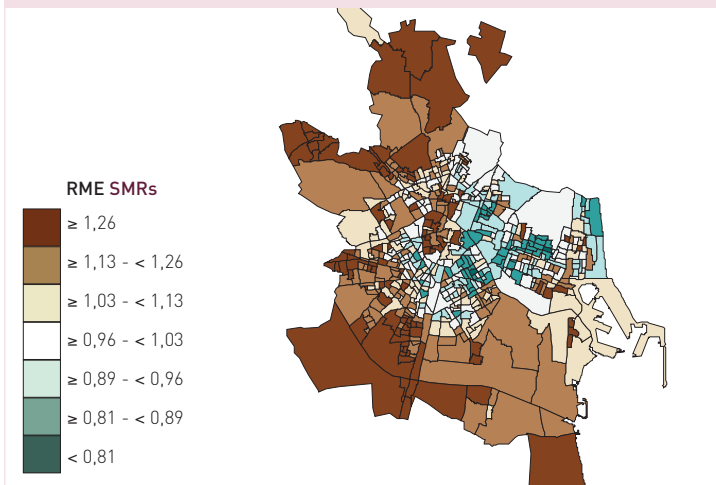 RME SMRs
≥ 1,26
≥ 1,13 - < 1,26
≥ 1,03 - < 1,13
≥ 0,96 - < 1,03
≥ 0,89 - < 0,96
≥ 0,81 - < 0,89
< 0,81